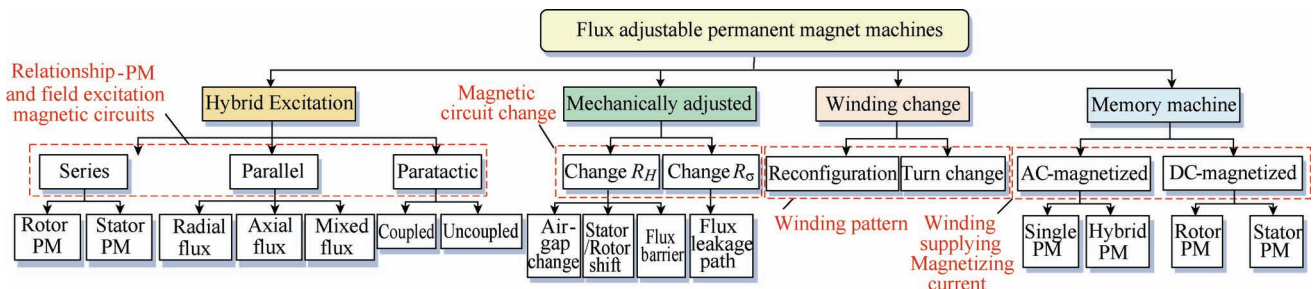 Flux adjustable permanent magnet machines
Relationship-PM
and field excitation
magnetic circuits
Hybrid Excitation
Magnetic
circuit change
Mechanically adjusted
Winding change
Memory machine
Series
Parallel
Paratactic
Change R_H
Change R_σ
Reconfiguration
Turn change
AC-magnetized
DC-magnetized
Rotor
PM
Stator
PM
Radial
flux
Axial
flux
Mixed
flux
Coupled
Uncoupled
Air-
gap
change
Stator
/Rotor
shift
Flux
barrier
Flux
leakage
path
Winding pattern
Winding
supplying
Magnetizing
current
Single
PM
Hybrid
PM
Rotor
PM
Stator
PM